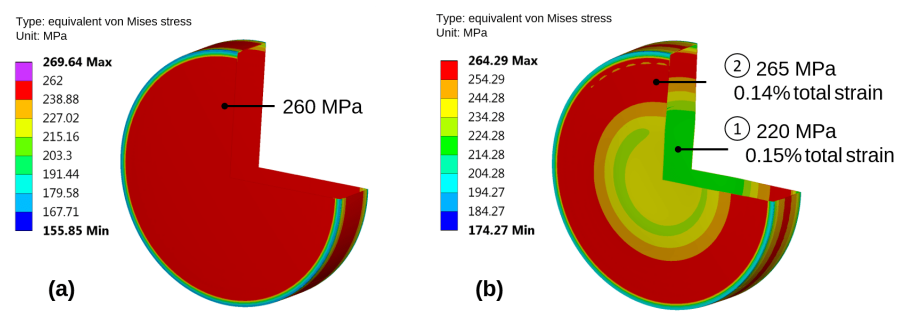 Type: equivalent von Mises stress
Unit: MPa
269.64 Max
262
238.88
227.02
215.16
203.3
191.44
179.58
167.71
155.85 Min
260 MPa
(a)
Type: equivalent von Mises stress
Unit: MPa
264.29 Max
254.29
244.28
234.28
224.28
214.28
204.28
194.27
184.27
174.27 Min
2 265 MPa
0.14% total strain
1 220 MPa
0.15% total strain
(b)